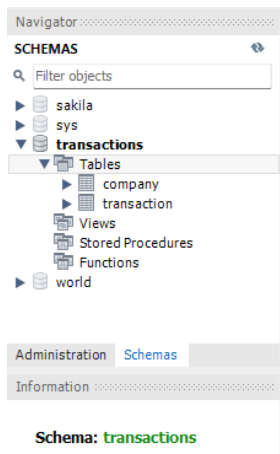 Navigator
SCHEMAS
Filter objects
sakila
sys
transactions
Tables
company
transaction
Views
Stored Procedures
Functions
world
Administration Schemas
Information
Schema: transactions